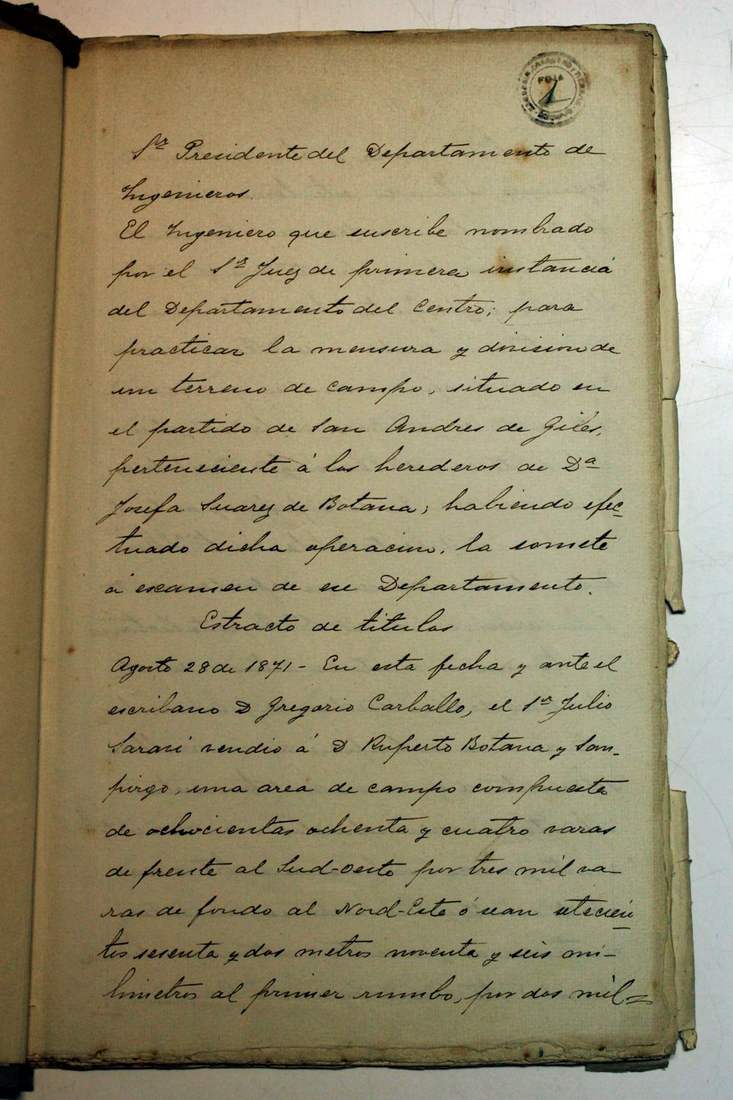 FOJA
1
Sr Presidente del Departamento de
Ingenieros.
El Ingeniero que suscribe nombrado
por el Sr Juez de primera instancia
del Departamento del Centro; para
practicar la mensura y division de
un terreno de campo, situado en
el partido de San Andres de Giles,
perteneciente á los herederos de Da
Josefa Suarez de Botana; habiendo efec-
tuado dicha operacion, la somete
á examen de ese Departamento.
Estracto de titulos
Agosto 28 de 1871 - En esta fecha y ante el
escribano D Gregorio Carballo, el Sr Julio
Sarasi vendio á D Ruperto Botana y Sam-
pirgo, una area de campo compuesta
de ochocientas ochenta y cuatro varas
de frente al Sud-Oeste por tres mil va-
ras de fondo al Nord-Este ó sean setecien-
tos sesenta y dos metros noventa y seis mi-
limetros al primer rumbo, por dos mil=